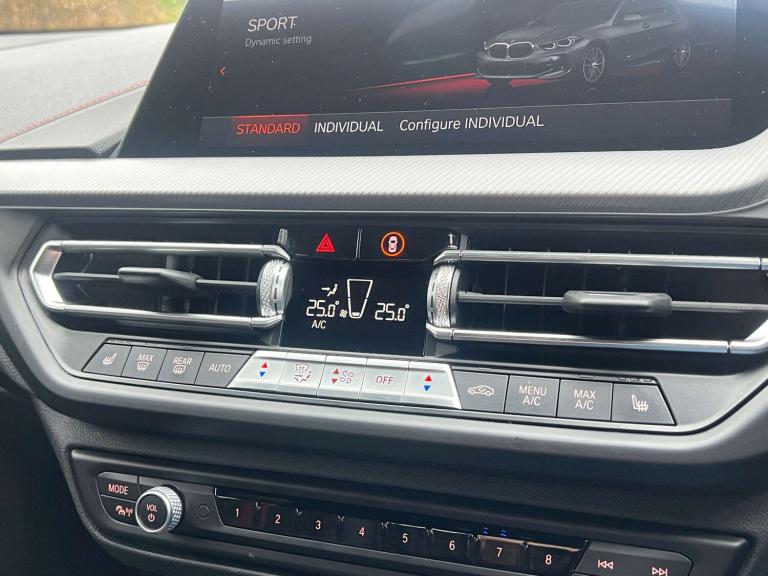 SPORT
Dynamic setting
STANDARD INDIVIDUAL Configure INDIVIDUAL
25.0° 25.0°
A/C
MAX REAR AUTO OFF MENU A/C MAX A/C
MODE
VOL
1 2 3 4 5 6 7 8